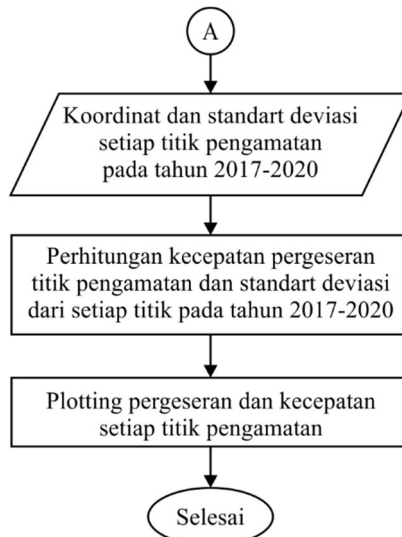 A
Koordinat dan standart deviasi
setiap titik pengamatan
pada tahun 2017-2020
Perhitungan kecepatan pergeseran
titik pengamatan dan standart deviasi
dari setiap titik pada tahun 2017-2020
Plotting pergeseran dan kecepatan
setiap titik pengamatan
Selesai